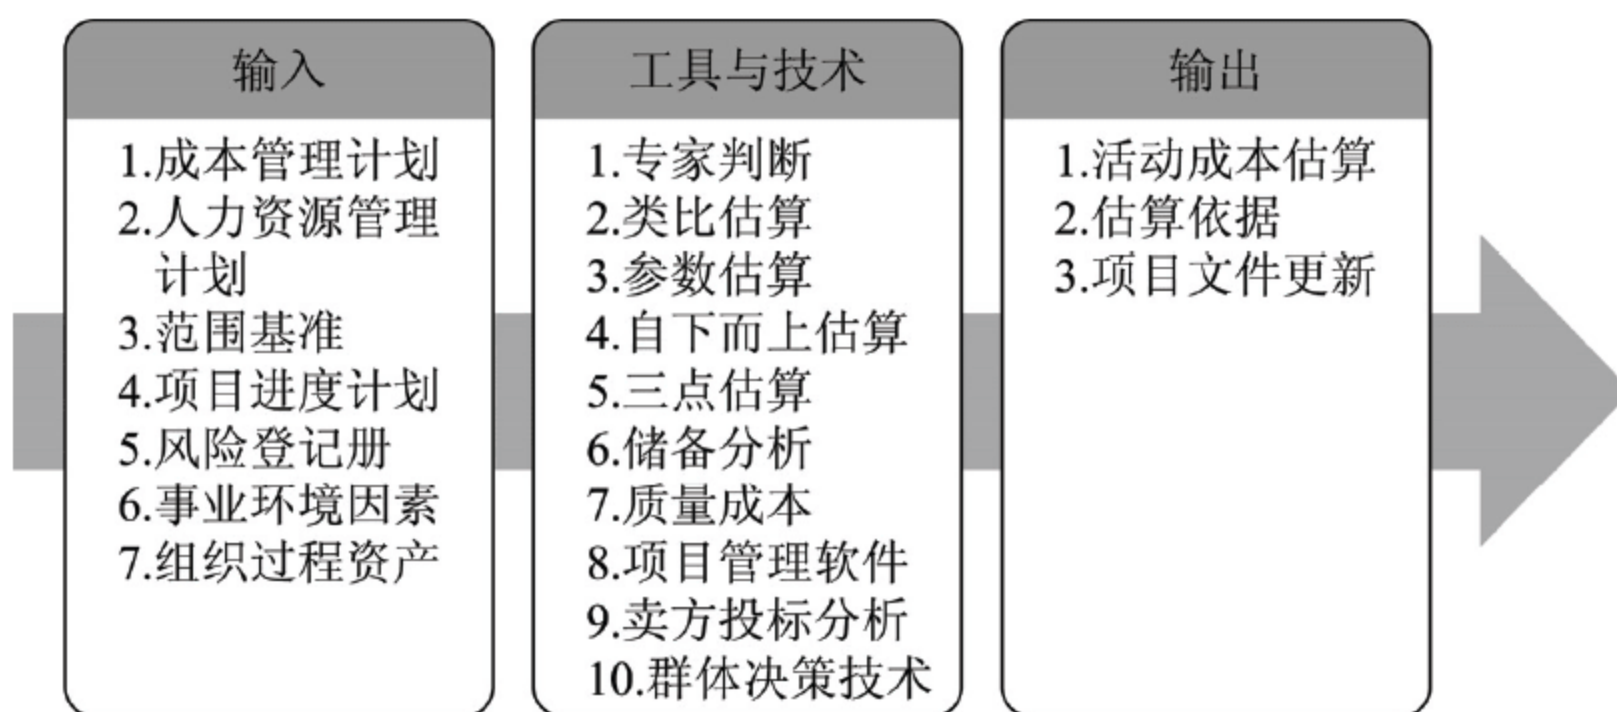 输入
1.成本管理计划
2.人力资源管理
计划
3.范围基准
4.项目进度计划
5.风险登记册
6.事业环境因素
7.组织过程资产
工具与技术
1.专家判断
2.类比估算
3.参数估算
4.自下而上估算
5.三点估算
6.储备分析
7.质量成本
8.项目管理软件
9.卖方投标分析
10.群体决策技术
输出
1.活动成本估算
2.估算依据
3.项目文件更新